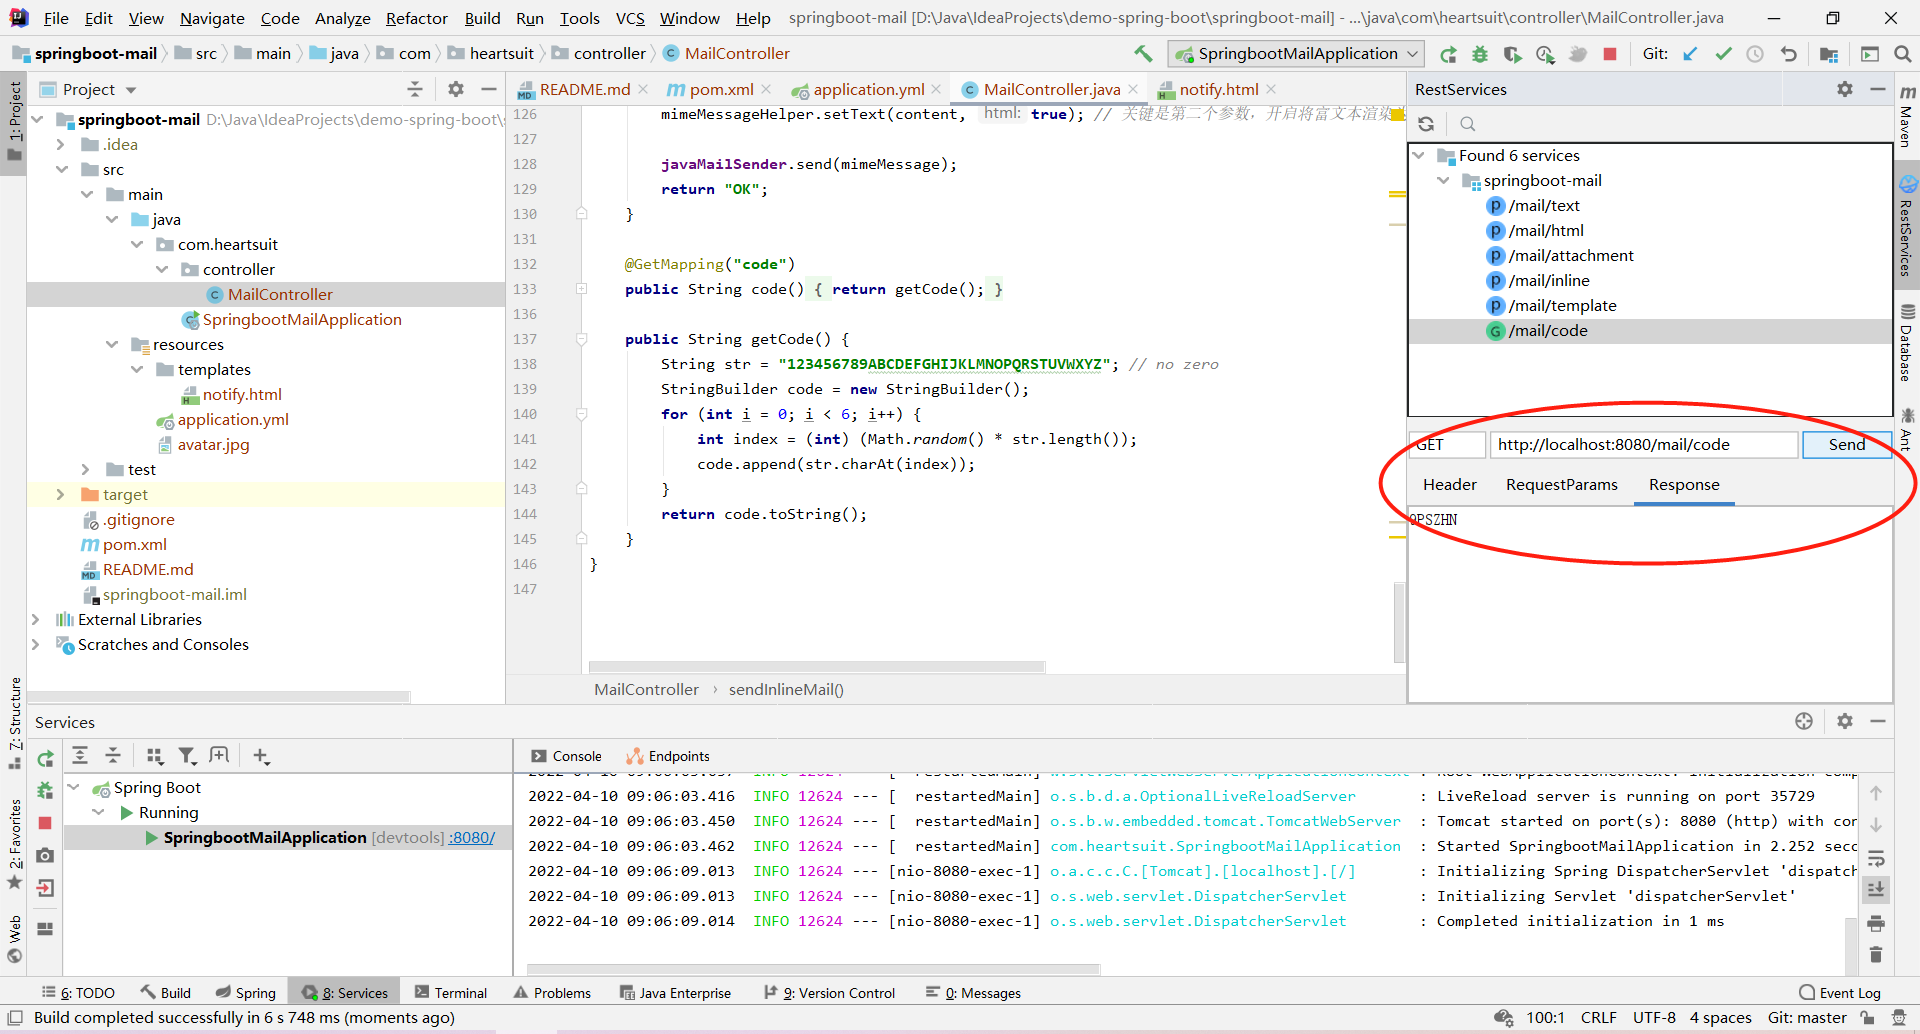 File Edit View Navigate Code Analyze Refactor Build Run Tools VCS Window Help springboot-mail [D:\Java\IdeaProjects\demo-spring-boot\springboot-mail] - ...\java\com\heartsuit\controller\MailController.java
springboot-mail src main java com heartsuit controller MailController SpringbootMailApplication Git:
Project
README.md pom.xml application.yml MailController.java notify.html
RestServices
springboot-mail D:\Java\IdeaProjects\demo-spring-boot\s
.idea
src
main
java
com.heartsuit
controller
MailController
SpringbootMailApplication
resources
templates
notify.html
application.yml
avatar.jpg
test
target
.gitignore
pom.xml
README.md
springboot-mail.iml
External Libraries
Scratches and Consoles
126 mimeMessageHelper.setText(content, html: true); // 关键是第二个参数，开启将富文本渲染
127
128 javaMailSender.send(mimeMessage);
129 return "OK";
130 }
131
132 @GetMapping("code")
133 public String code() { return getCode(); }
136
137 public String getCode() {
138 String str = "123456789ABCDEFGHIJKLMNOPQRSTUVWXYZ"; // no zero
139 StringBuilder code = new StringBuilder();
140 for (int i = 0; i < 6; i++) {
141 int index = (int) (Math.random() * str.length());
142 code.append(str.charAt(index));
143 }
144 return code.toString();
145 }
146 }
147
MailController › sendInlineMail()
Found 6 services
springboot-mail
/mail/text
/mail/html
/mail/attachment
/mail/inline
/mail/template
/mail/code
GET http://localhost:8080/mail/code Send
Header RequestParams Response
9PSZHN
1: Project
7: Structure
2: Favorites
Web
Maven
RestServices
Database
Ant
Services
Spring Boot
Running
SpringbootMailApplication [devtools] :8080/
Console Endpoints
2022-04-10 09:06:03.416 INFO 12624 --- [ restartedMain] o.s.b.d.a.OptionalLiveReloadServer : LiveReload server is running on port 35729
2022-04-10 09:06:03.450 INFO 12624 --- [ restartedMain] o.s.b.w.embedded.tomcat.TomcatWebServer : Tomcat started on port(s): 8080 (http) with con
2022-04-10 09:06:03.462 INFO 12624 --- [ restartedMain] com.heartsuit.SpringbootMailApplication : Started SpringbootMailApplication in 2.252 seco
2022-04-10 09:06:09.013 INFO 12624 --- [nio-8080-exec-1] o.a.c.c.C.[Tomcat].[localhost].[/] : Initializing Spring DispatcherServlet 'dispatch
2022-04-10 09:06:09.013 INFO 12624 --- [nio-8080-exec-1] o.s.web.servlet.DispatcherServlet : Initializing Servlet 'dispatcherServlet'
2022-04-10 09:06:09.014 INFO 12624 --- [nio-8080-exec-1] o.s.web.servlet.DispatcherServlet : Completed initialization in 1 ms
6: TODO Build Spring 8: Services Terminal Problems Java Enterprise 9: Version Control 0: Messages Event Log
Build completed successfully in 6 s 748 ms (moments ago) 100:1 CRLF UTF-8 4 spaces Git: master